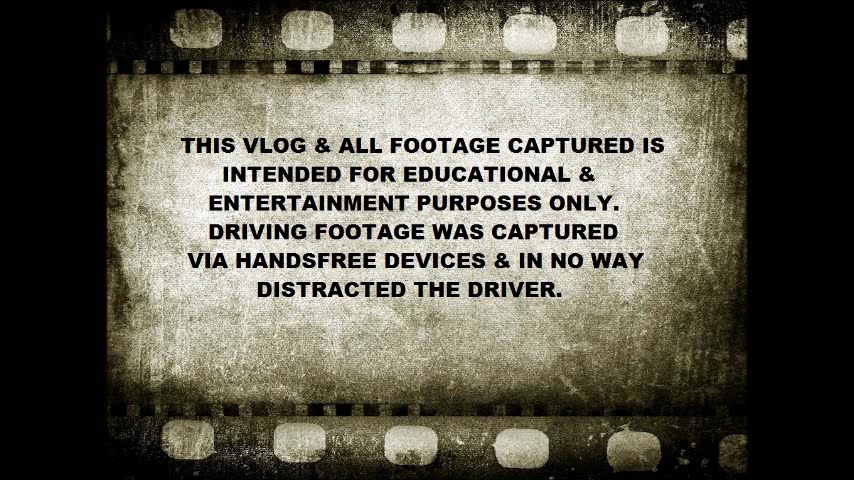 THIS VLOG & ALL FOOTAGE CAPTURED IS
INTENDED FOR EDUCATIONAL &
ENTERTAINMENT PURPOSES ONLY.
DRIVING FOOTAGE WAS CAPTURED
VIA HANDSFREE DEVICES & IN NO WAY
DISTRACTED THE DRIVER.